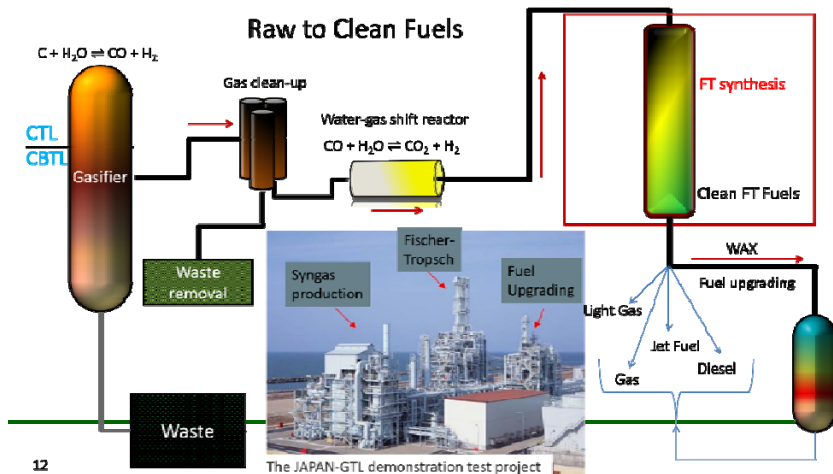 Raw to Clean Fuels
C + H₂O ⇌ CO + H₂
Gas clean-up
CTL
CBTL
Gasifier
Water-gas shift reactor
CO + H₂O ⇌ CO₂ + H₂
FT synthesis
Clean FT Fuels
Waste
removal
Syngas
production
Fischer-
Tropsch
Fuel
Upgrading
WAX
Fuel upgrading
Light Gas
Jet Fuel
Gas
Diesel
Waste
12
The JAPAN-GTL demonstration test project